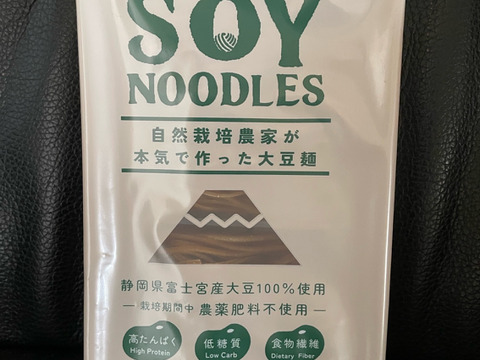 SOY
NOODLES
自然栽培農家が
本気で作った大豆麺
静岡県富士宮産大豆100%使用
― 栽培期間中 農薬肥料不使用 ―
高たんぱく 低糖質 食物繊維
High Protein Low Carb Dietary Fiber